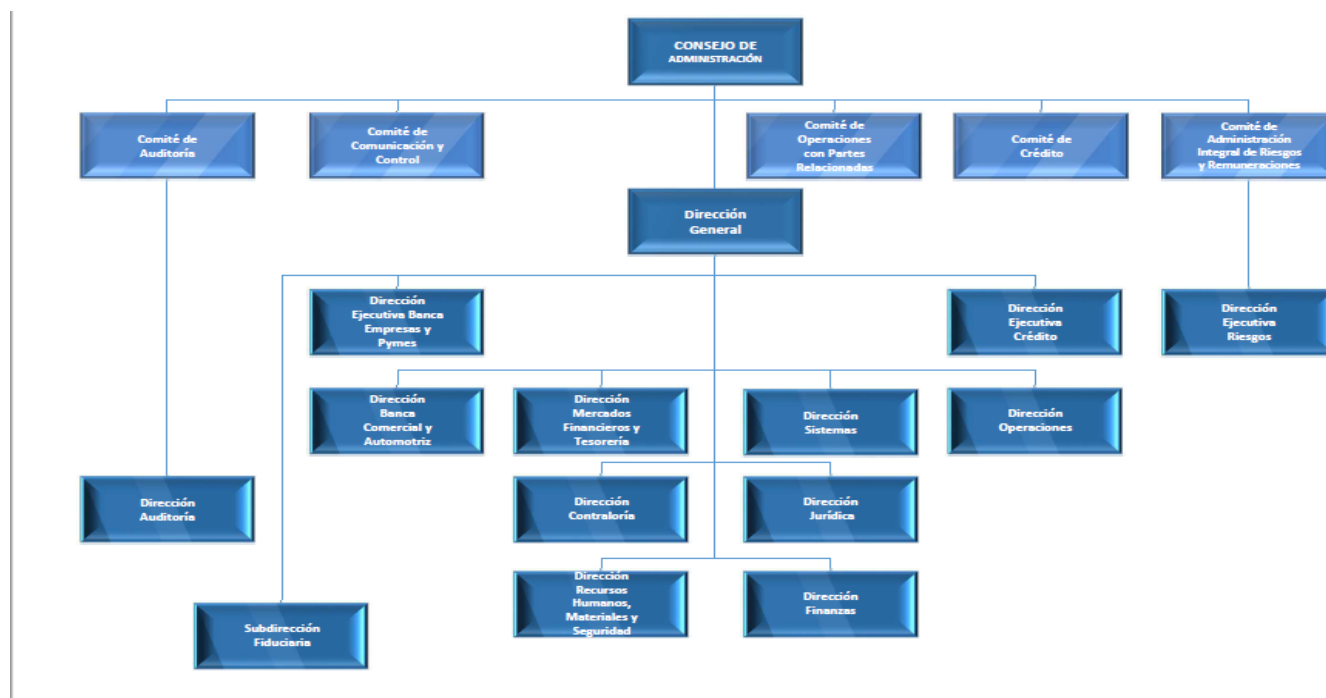 CONSEJO DE
ADMINISTRACIÓN
Comité de
Auditoría
Comité de
Comunicación y
Control
Comité de
Operaciones
con Partes
Relacionadas
Comité de
Crédito
Comité de
Administración
Integral de Riesgos
y Remuneraciones
Dirección
General
Dirección
Ejecutiva Banca
Empresas y
Pymes
Dirección
Ejecutiva
Crédito
Dirección
Ejecutiva
Riesgos
Dirección
Banca
Comercial y
Automotriz
Dirección
Mercados
Financieros y
Tesorería
Dirección
Sistemas
Dirección
Operaciones
Dirección
Auditoría
Dirección
Contraloría
Dirección
Jurídica
Dirección
Recursos
Humanos,
Materiales y
Seguridad
Dirección
Finanzas
Subdirección
Fiduciaria